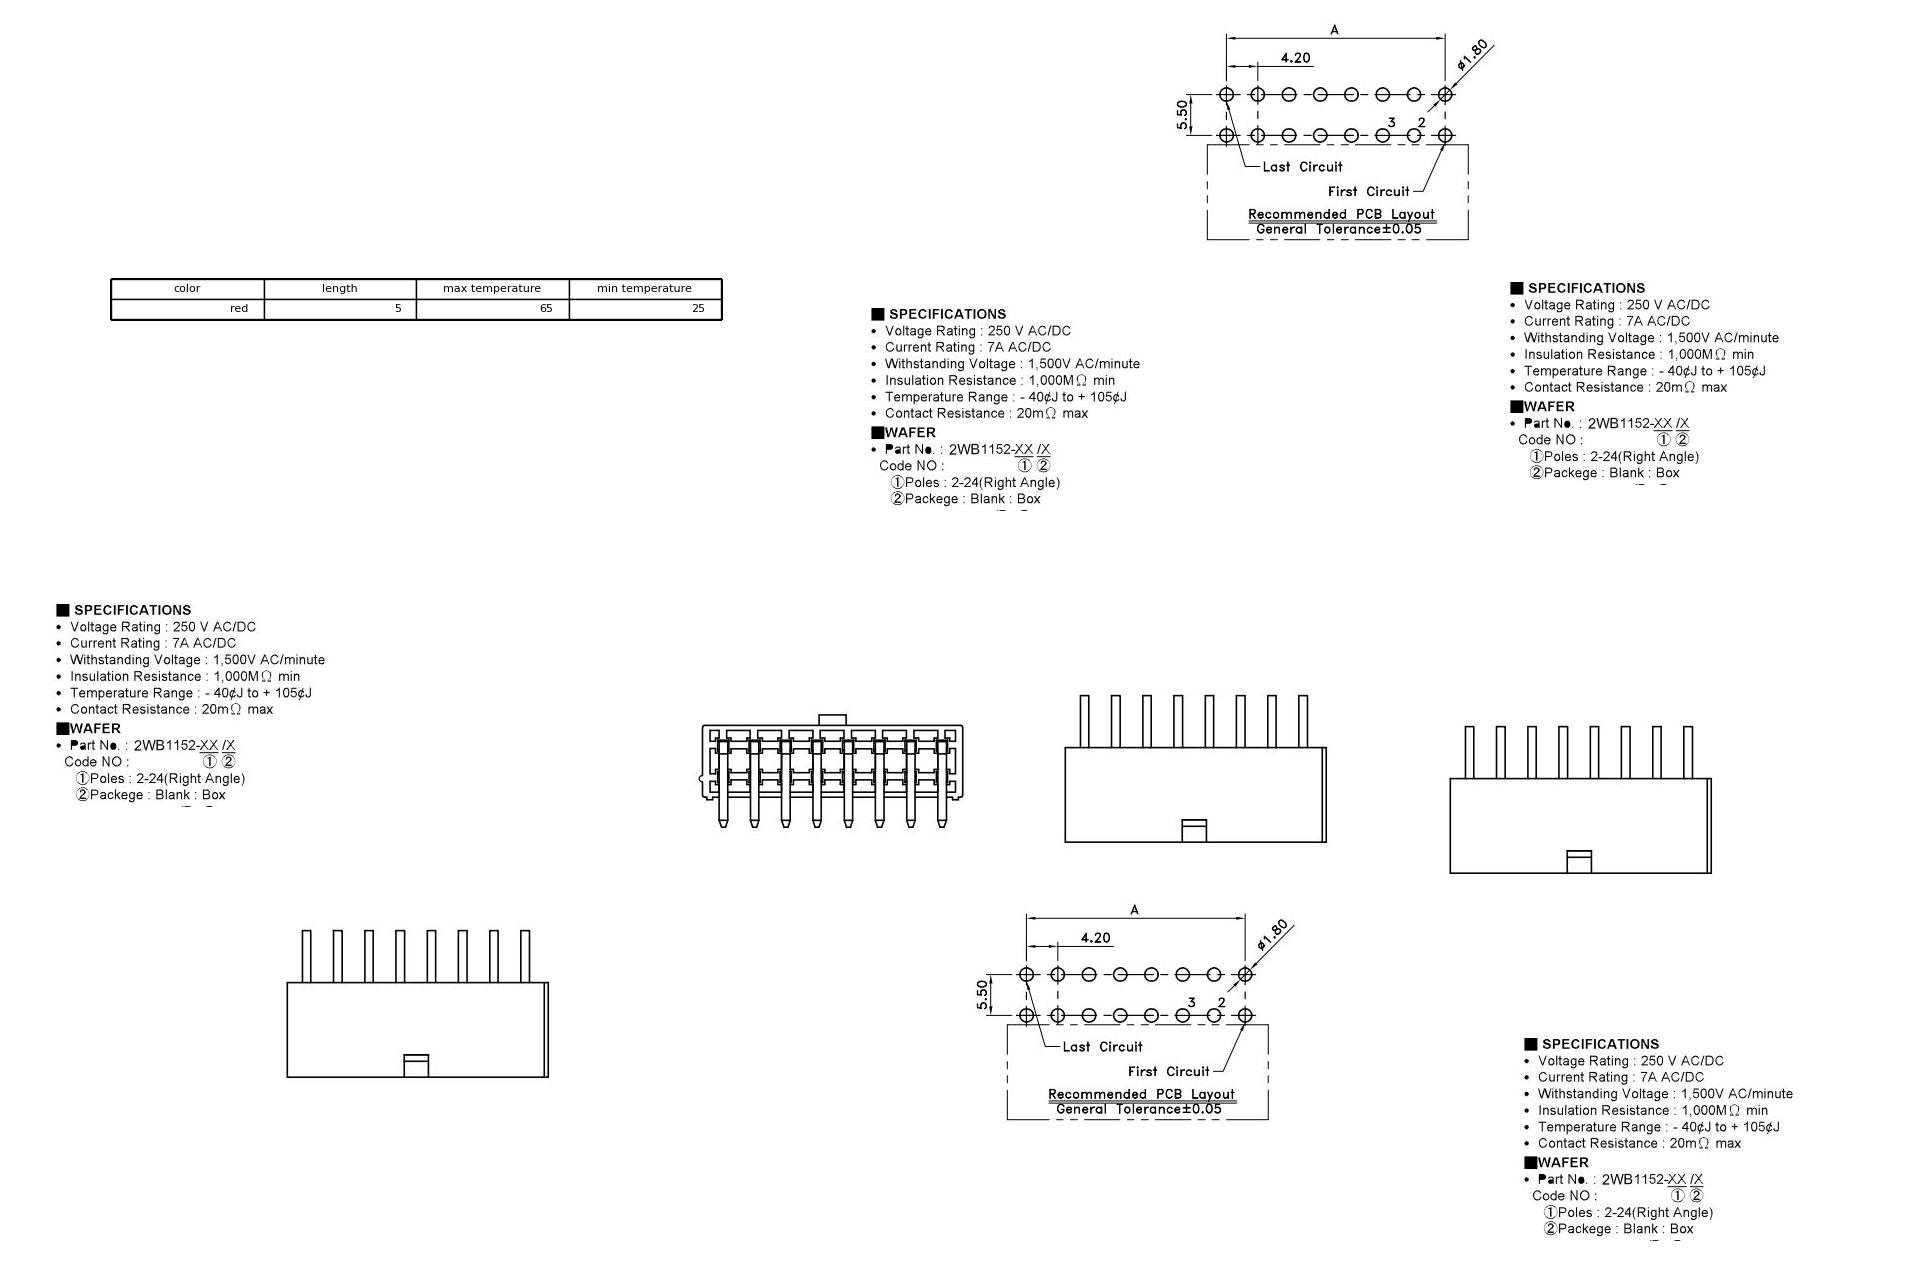 A
4.20
ø1.80
5.50
3 2
Last Circuit
First Circuit
Recommended PCB Layout
General Tolerance±0.05
color length max temperature min temperature
red 5 65 25
■ SPECIFICATIONS
• Voltage Rating : 250 V AC/DC
• Current Rating : 7A AC/DC
• Withstanding Voltage : 1,500V AC/minute
• Insulation Resistance : 1,000MΩ min
• Temperature Range : - 40¢J to + 105¢J
• Contact Resistance : 20mΩ max
■WAFER
• Part No. : 2WB1152-XX /X
Code NO : ① ②
①Poles : 2-24(Right Angle)
②Packege : Blank : Box
■ SPECIFICATIONS
• Voltage Rating : 250 V AC/DC
• Current Rating : 7A AC/DC
• Withstanding Voltage : 1,500V AC/minute
• Insulation Resistance : 1,000MΩ min
• Temperature Range : - 40¢J to + 105¢J
• Contact Resistance : 20mΩ max
■WAFER
• Part No. : 2WB1152-XX /X
Code NO : ① ②
①Poles : 2-24(Right Angle)
②Packege : Blank : Box
■ SPECIFICATIONS
• Voltage Rating : 250 V AC/DC
• Current Rating : 7A AC/DC
• Withstanding Voltage : 1,500V AC/minute
• Insulation Resistance : 1,000MΩ min
• Temperature Range : - 40¢J to + 105¢J
• Contact Resistance : 20mΩ max
■WAFER
• Part No. : 2WB1152-XX /X
Code NO : ① ②
①Poles : 2-24(Right Angle)
②Packege : Blank : Box
A
4.20
ø1.80
5.50
3 2
Last Circuit
First Circuit
Recommended PCB Layout
General Tolerance±0.05
■ SPECIFICATIONS
• Voltage Rating : 250 V AC/DC
• Current Rating : 7A AC/DC
• Withstanding Voltage : 1,500V AC/minute
• Insulation Resistance : 1,000MΩ min
• Temperature Range : - 40¢J to + 105¢J
• Contact Resistance : 20mΩ max
■WAFER
• Part No. : 2WB1152-XX /X
Code NO : ① ②
①Poles : 2-24(Right Angle)
②Packege : Blank : Box